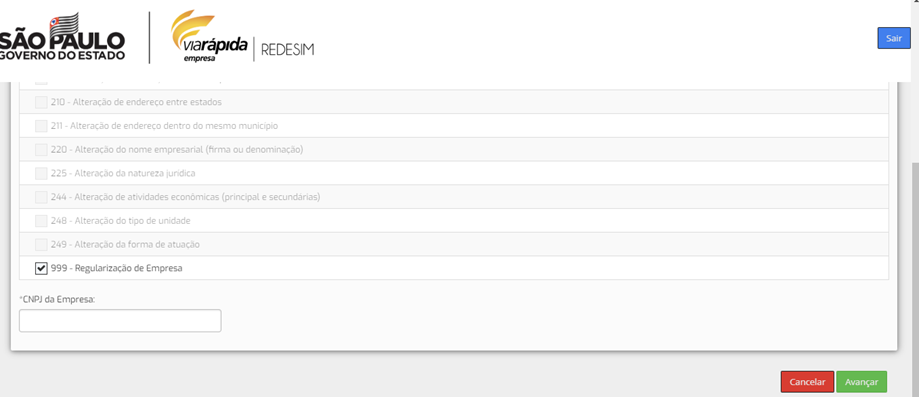 SÃO PAULO
GOVERNO DO ESTADO
viarápida
empresa
REDESIM
Sair
210 - Alteração de endereço entre estados
211 - Alteração de endereço dentro do mesmo município
220 - Alteração do nome empresarial (firma ou denominação)
225 - Alteração da natureza jurídica
244 - Alteração de atividades econômicas (principal e secundárias)
248 - Alteração do tipo de unidade
249 - Alteração da forma de atuação
999 - Regularização de Empresa
*CNPJ da Empresa:
Cancelar
Avançar